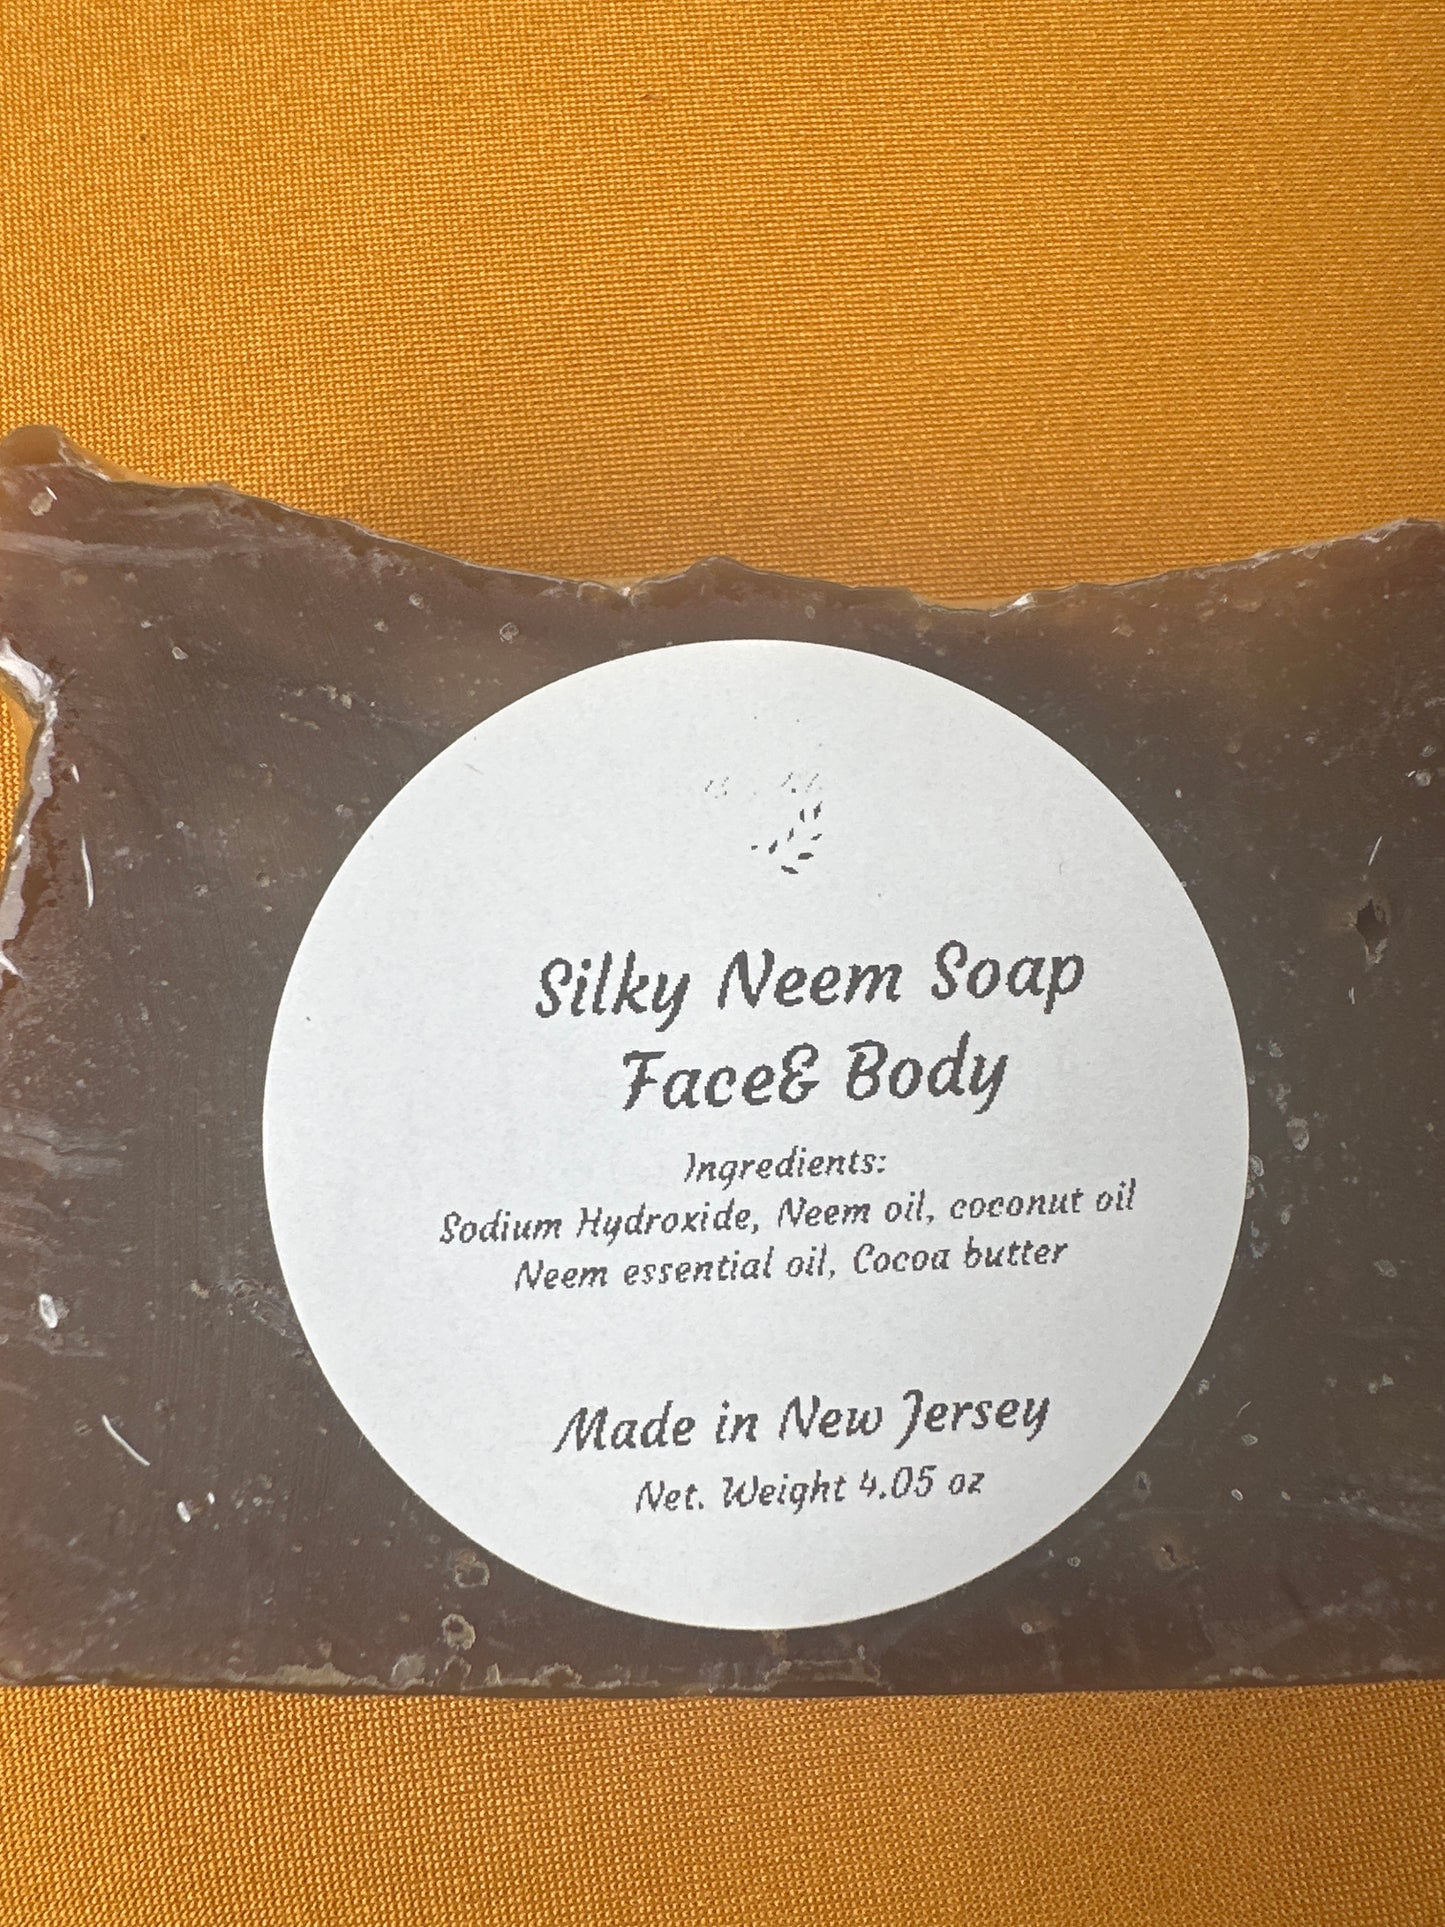 Silky Neem Soap
Face& Body
Ingredients:
Sodium Hydroxide, Neem oil, coconut oil
Neem essential oil, Cocoa butter
Made in New Jersey
Net. Weight 4.05 oz